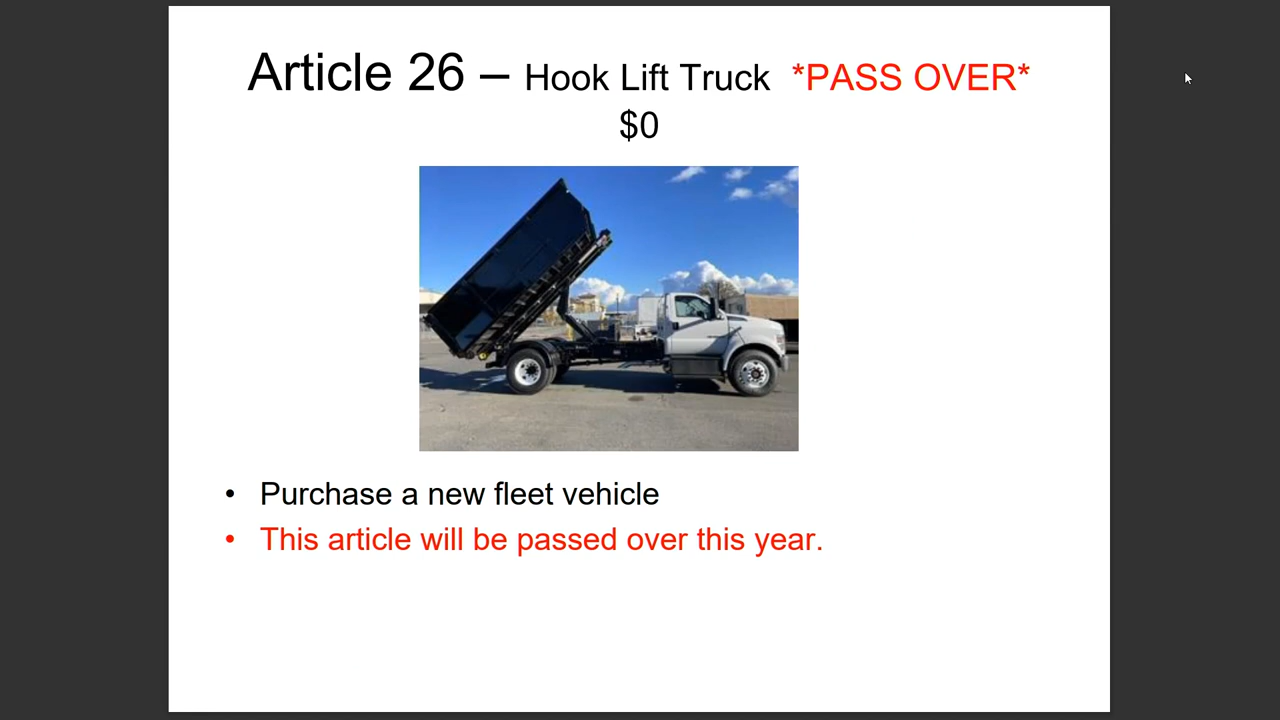 Article 26 – Hook Lift Truck *PASS OVER*
$0
• Purchase a new fleet vehicle
• This article will be passed over this year.